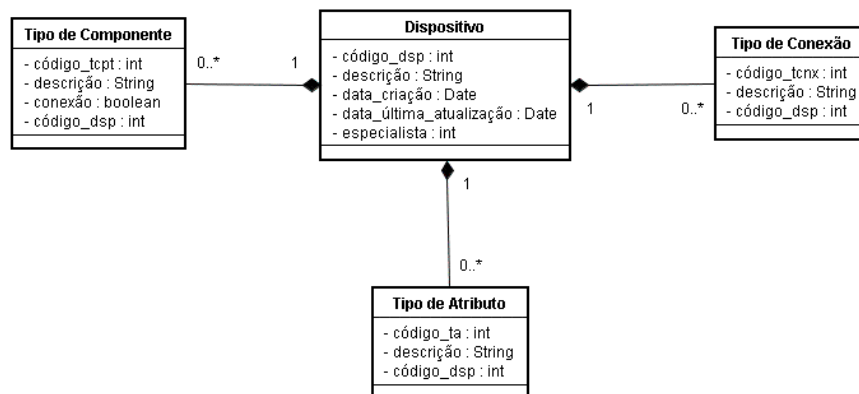 Tipo de Componente
- código_tcpt : int
- descrição : String
- conexão : boolean
- código_dsp : int
0..*
1
Dispositivo
- código_dsp : int
- descrição : String
- data_criação : Date
- data_última_atualização : Date
- especialista : int
1
0..*
Tipo de Conexão
- código_tcnx : int
- descrição : String
- código_dsp : int
1
0..*
Tipo de Atributo
- código_ta : int
- descrição : String
- código_dsp : int